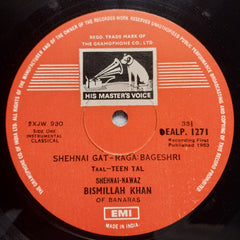 REGD. TRADE MARK OF
THE GRAMOPHONE CO. LTD.
HIS MASTER'S VOICE
2XJW 930
SIDE ONE
INSTRUMENTAL
CLASSICAL
33⅓
EALP. 1271
Recording First
Published 1963
SHEHNAI GAT-RAGA BAGESHRI
TAAL-TEEN TAL
SHEHNAI-NAWAZ
BISMILLAH KHAN
OF BANARAS
EMI
MADE IN INDIA